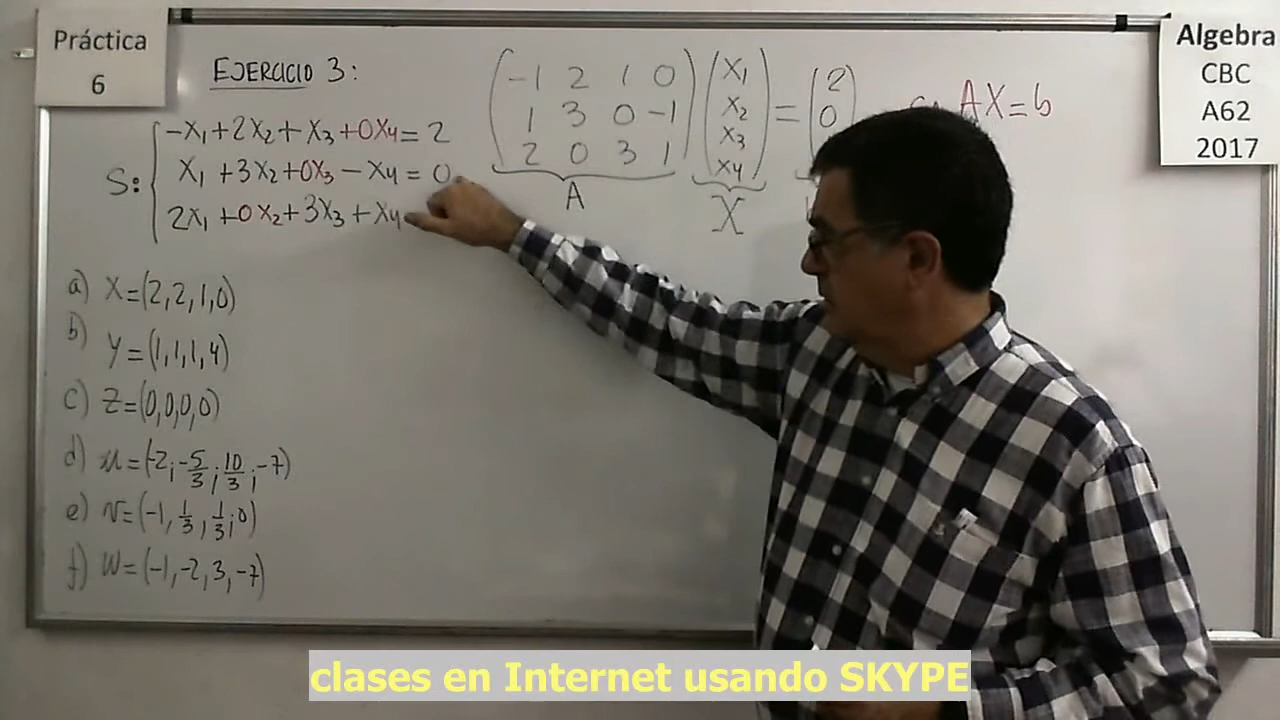 Práctica
6
EJERCICIO 3:
S:
-X₁+2X₂+X₃+0X₄=2
X₁+3X₂+0X₃-X₄=0
2X₁+0X₂+3X₃+X₄
-1 2 1 0
1 3 0 -1
2 0 3 1
A
X₁
X₂
X₃
X₄
X
=
2
0
AX=b
Algebra
CBC
A62
2017
a) X=(2,2,1,0)
b) Y=(1,1,1,4)
c) Z=(0,0,0,0)
d) u=(-2;-5/3;10/3;-7)
e) v=(-1,1/3,1/3,0)
f) W=(-1,-2,3,-7)
clases en Internet usando SKYPE